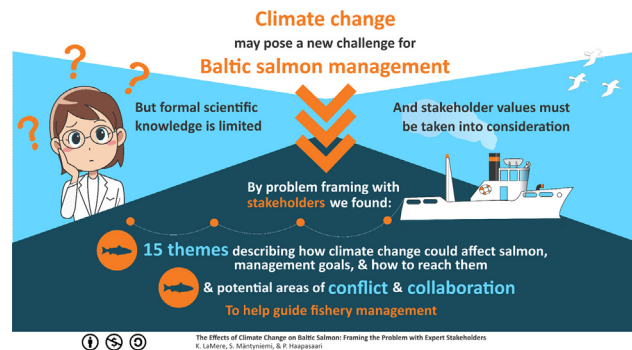 Climate change
may pose a new challenge for
Baltic salmon management
But formal scientific
knowledge is limited
And stakeholder values must
be taken into consideration
By problem framing with
stakeholders we found:
15 themes describing how climate change could affect salmon,
management goals, & how to reach them
& potential areas of conflict & collaboration
To help guide fishery management
The Effects of Climate Change on Baltic Salmon: Framing the Problem with Expert Stakeholders
K. LaMere, S. Mäntyniemi, & P. Haapasaari